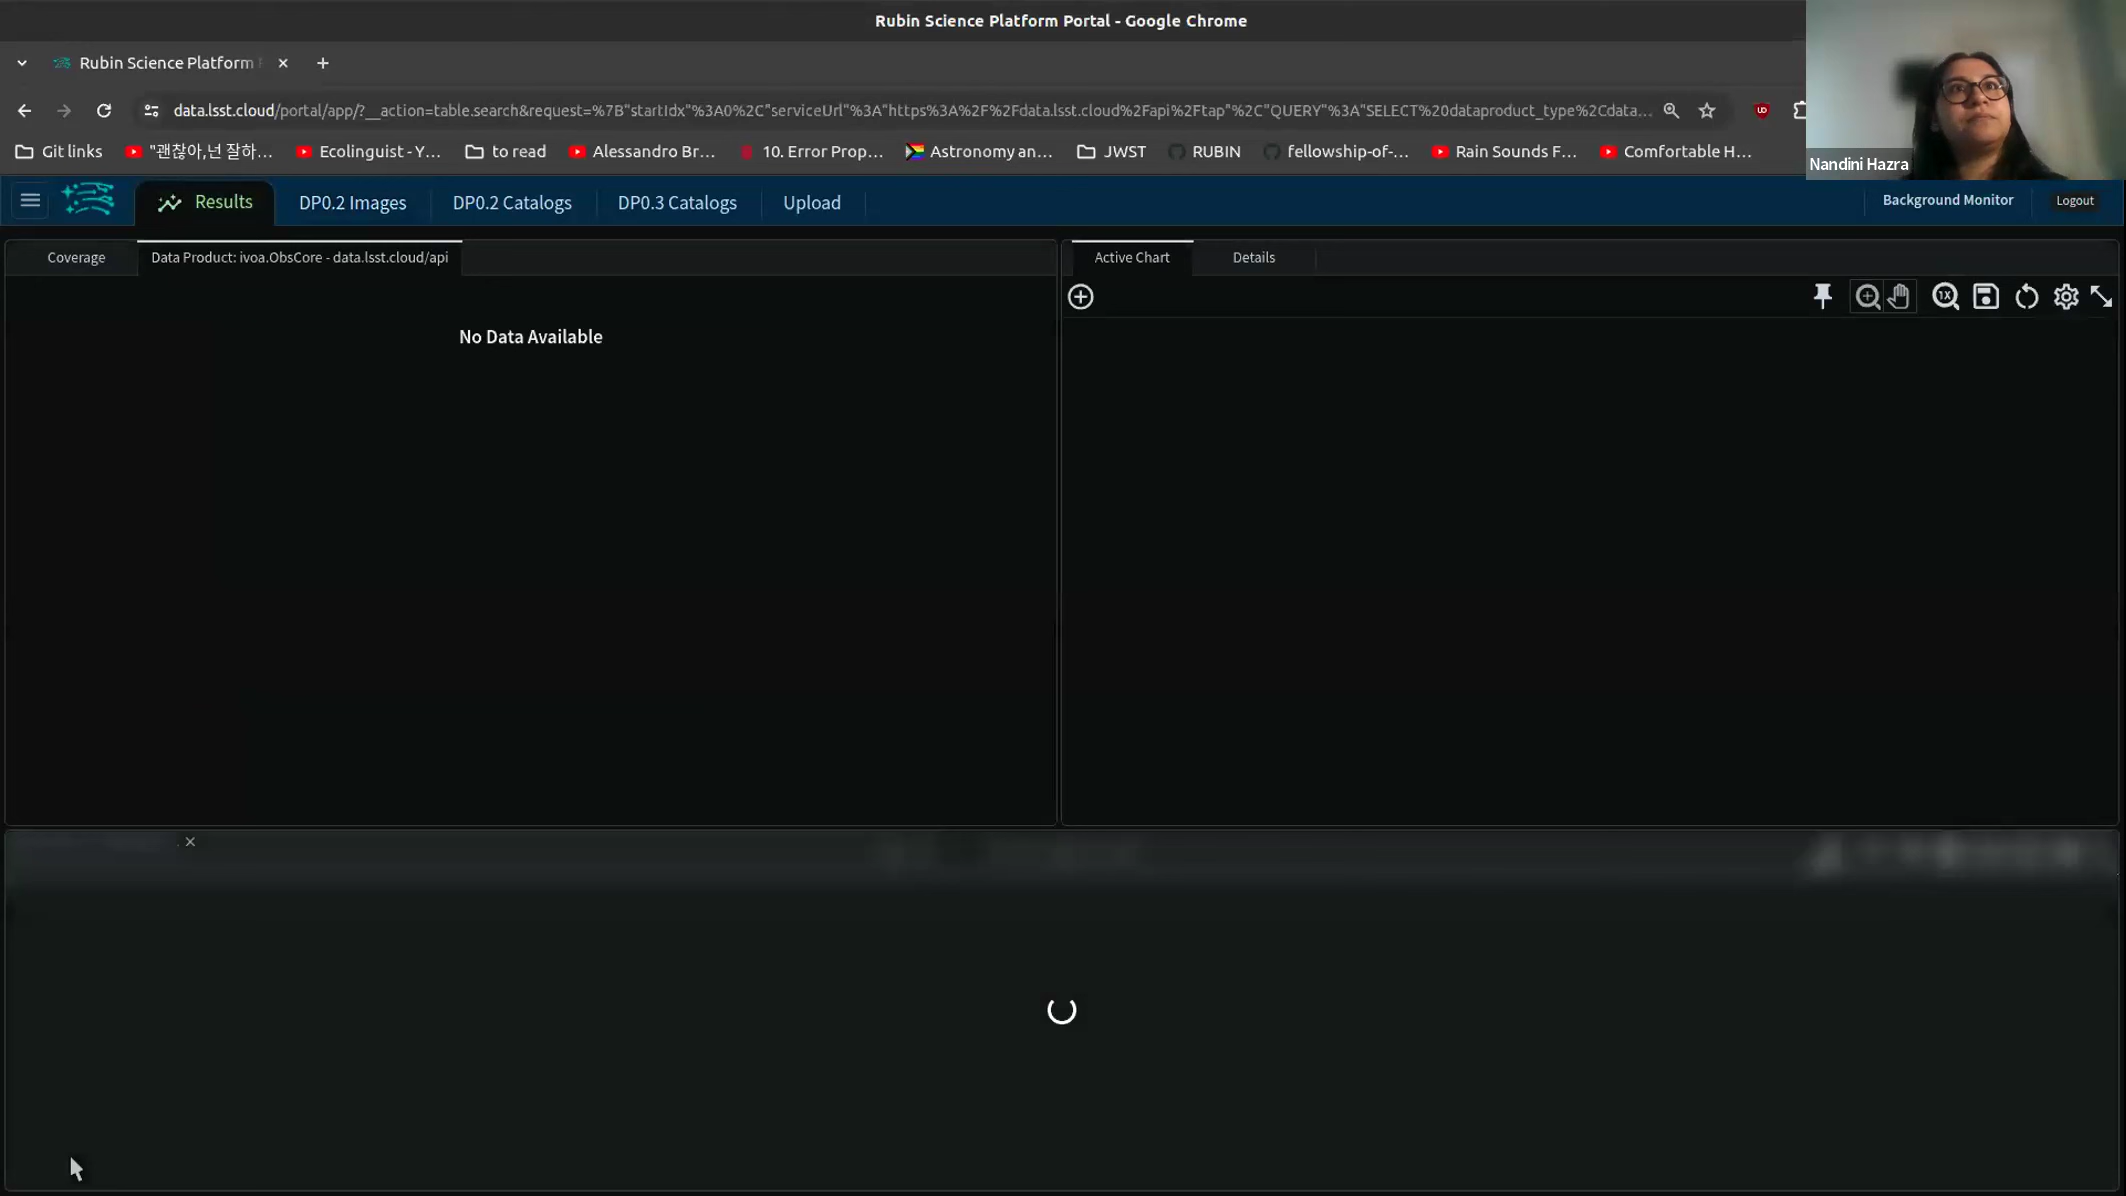 Rubin Science Platform Portal - Google Chrome
Rubin Science Platform
data.lsst.cloud/portal/app/?__action=table.search&request=%7B"startIdx"%3A0%2C"serviceUrl"%3A"https%3A%2F%2Fdata.lsst.cloud%2Fapi%2Ftap"%2C"QUERY"%3A"SELECT%20dataproduct_type%2Cdata...
Git links "괜찮아,넌 잘하... Ecolinguist - Y... to read Alessandro Br... 10. Error Prop... Astronomy an... JWST RUBIN fellowship-of-... Rain Sounds F... Comfortable H...
Nandini Hazra
Results DP0.2 Images DP0.2 Catalogs DP0.3 Catalogs Upload Background Monitor Logout
Coverage Data Product: ivoa.ObsCore - data.lsst.cloud/api Active Chart Details
1X
No Data Available